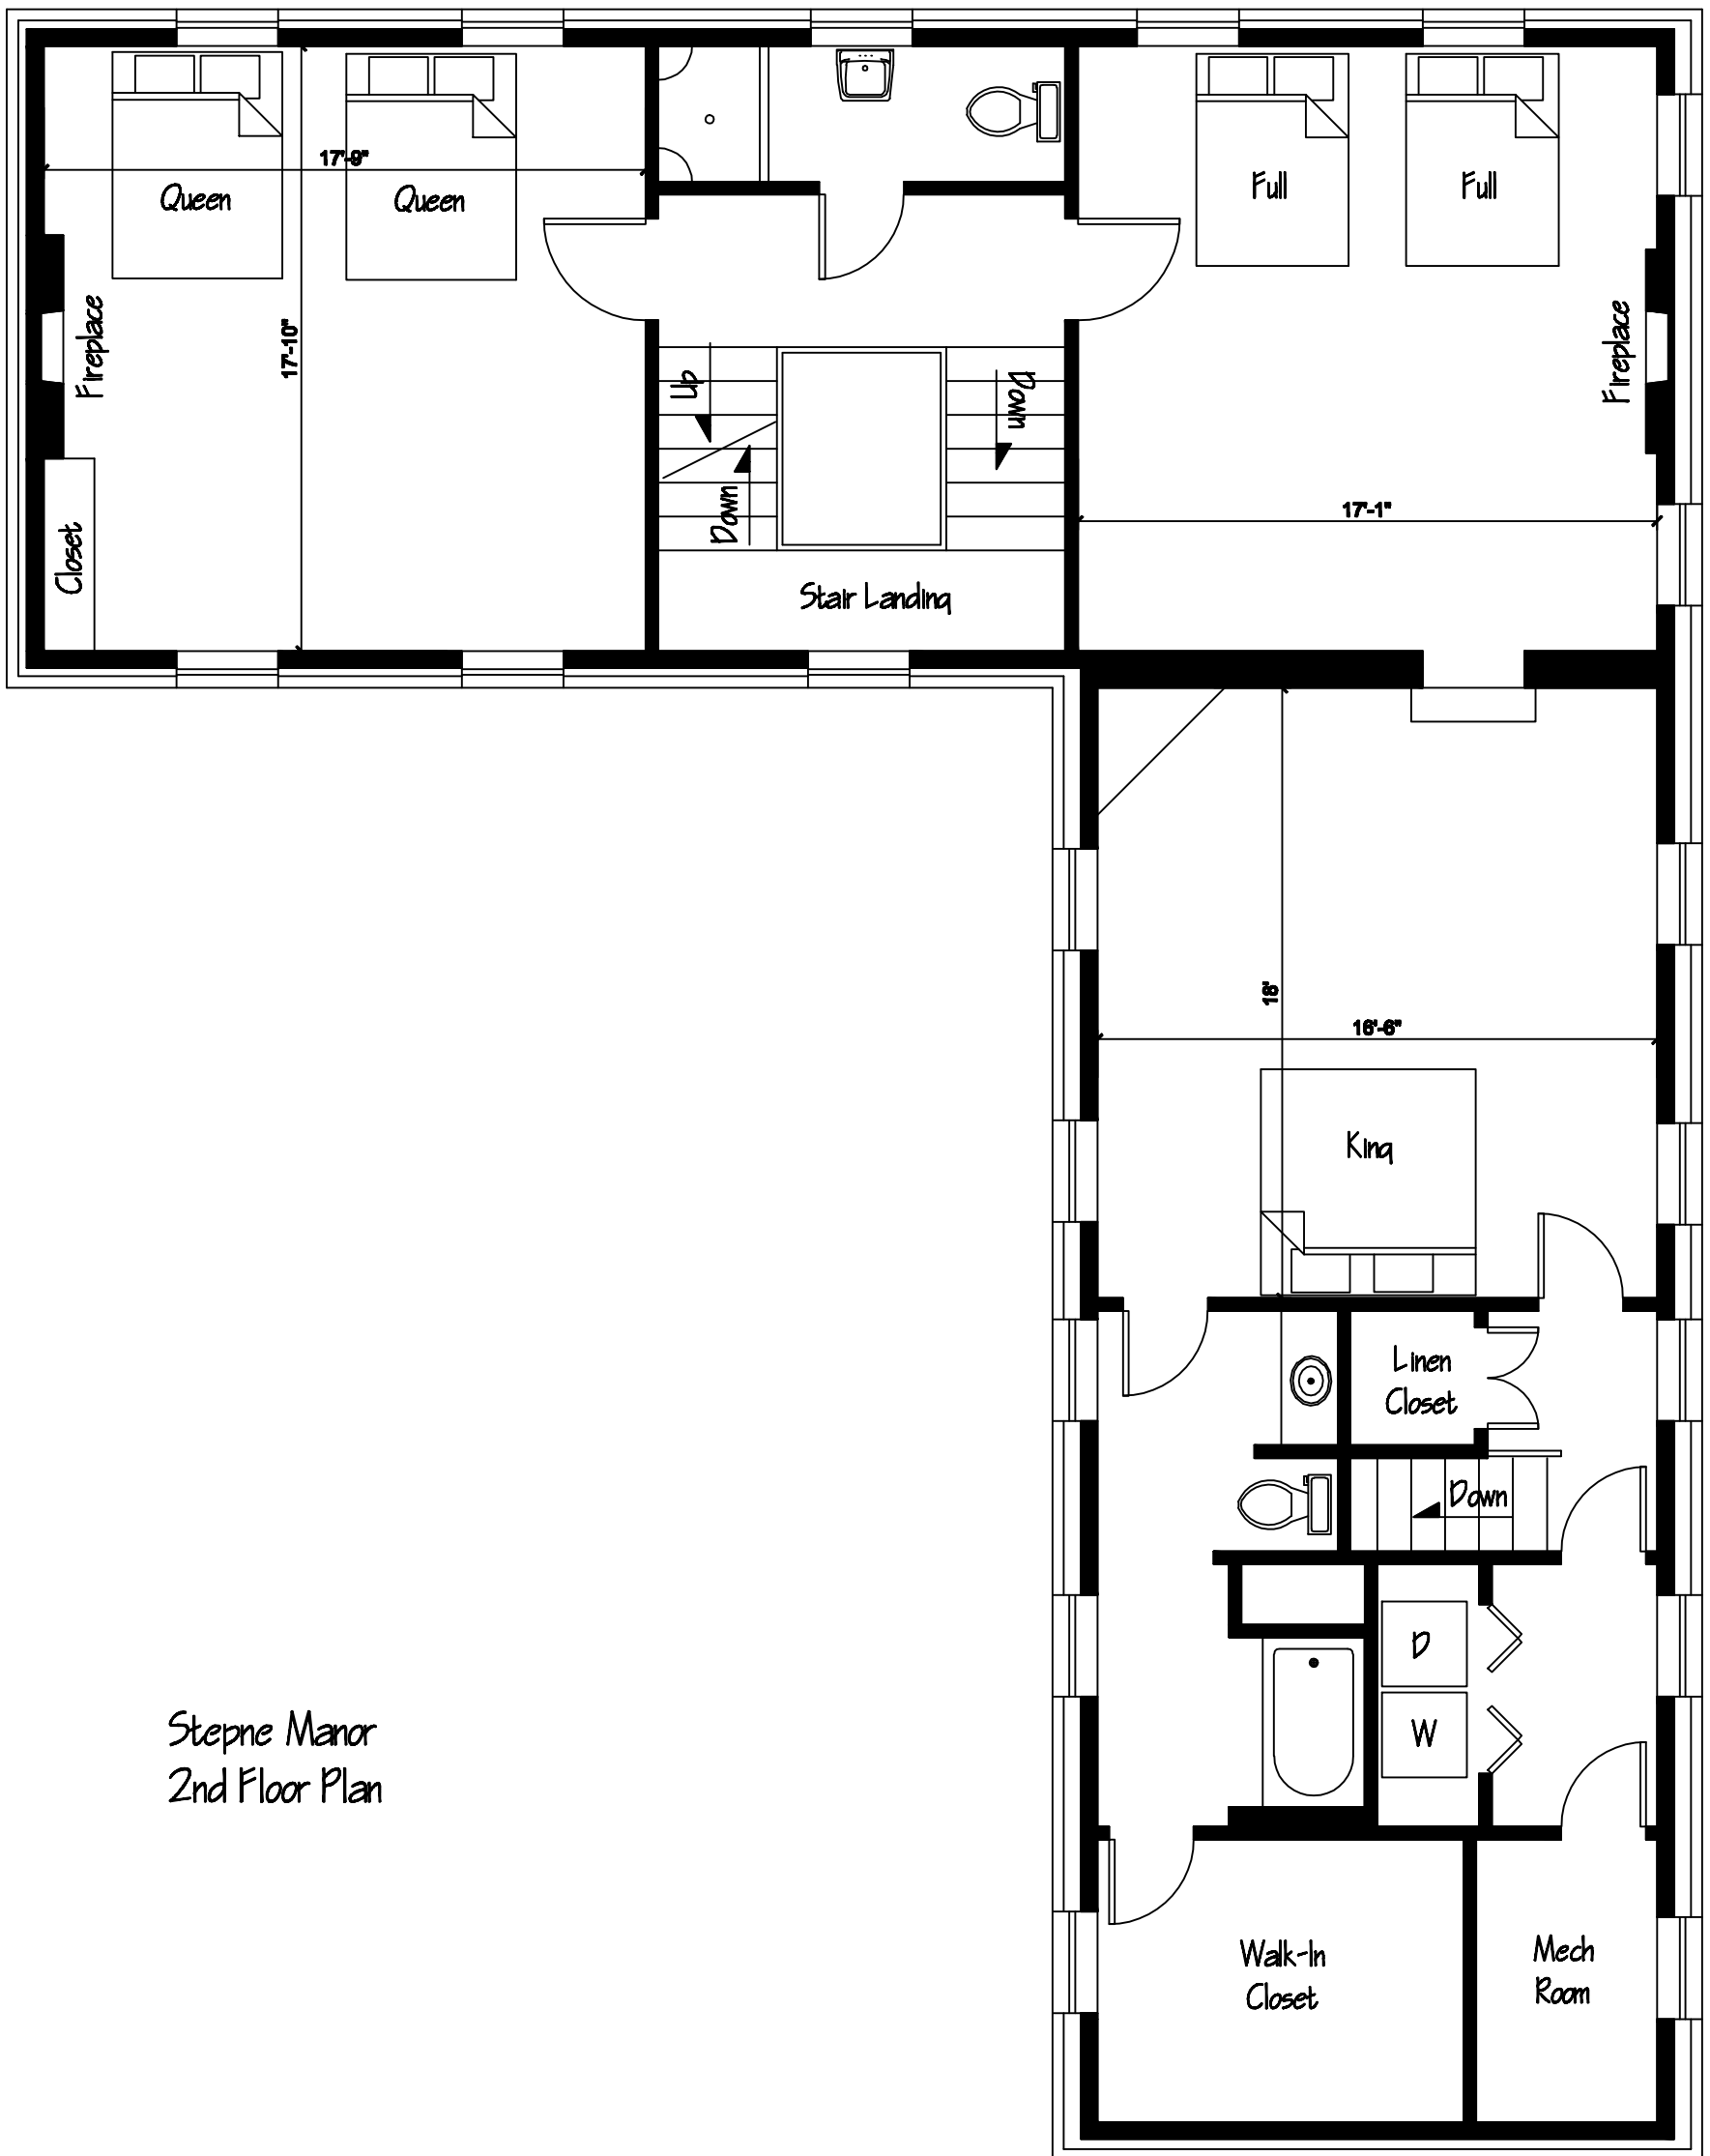 17'-9"
Queen
Queen
Full
Full
Fireplace
17'-10"
Up
Down
Fireplace
Down
17'-1"
Closet
Stair Landing
18'
16'-6"
King
Linen
Closet
Down
D
W
Stepne Manor
2nd Floor Plan
Walk-In
Closet
Mech
Room